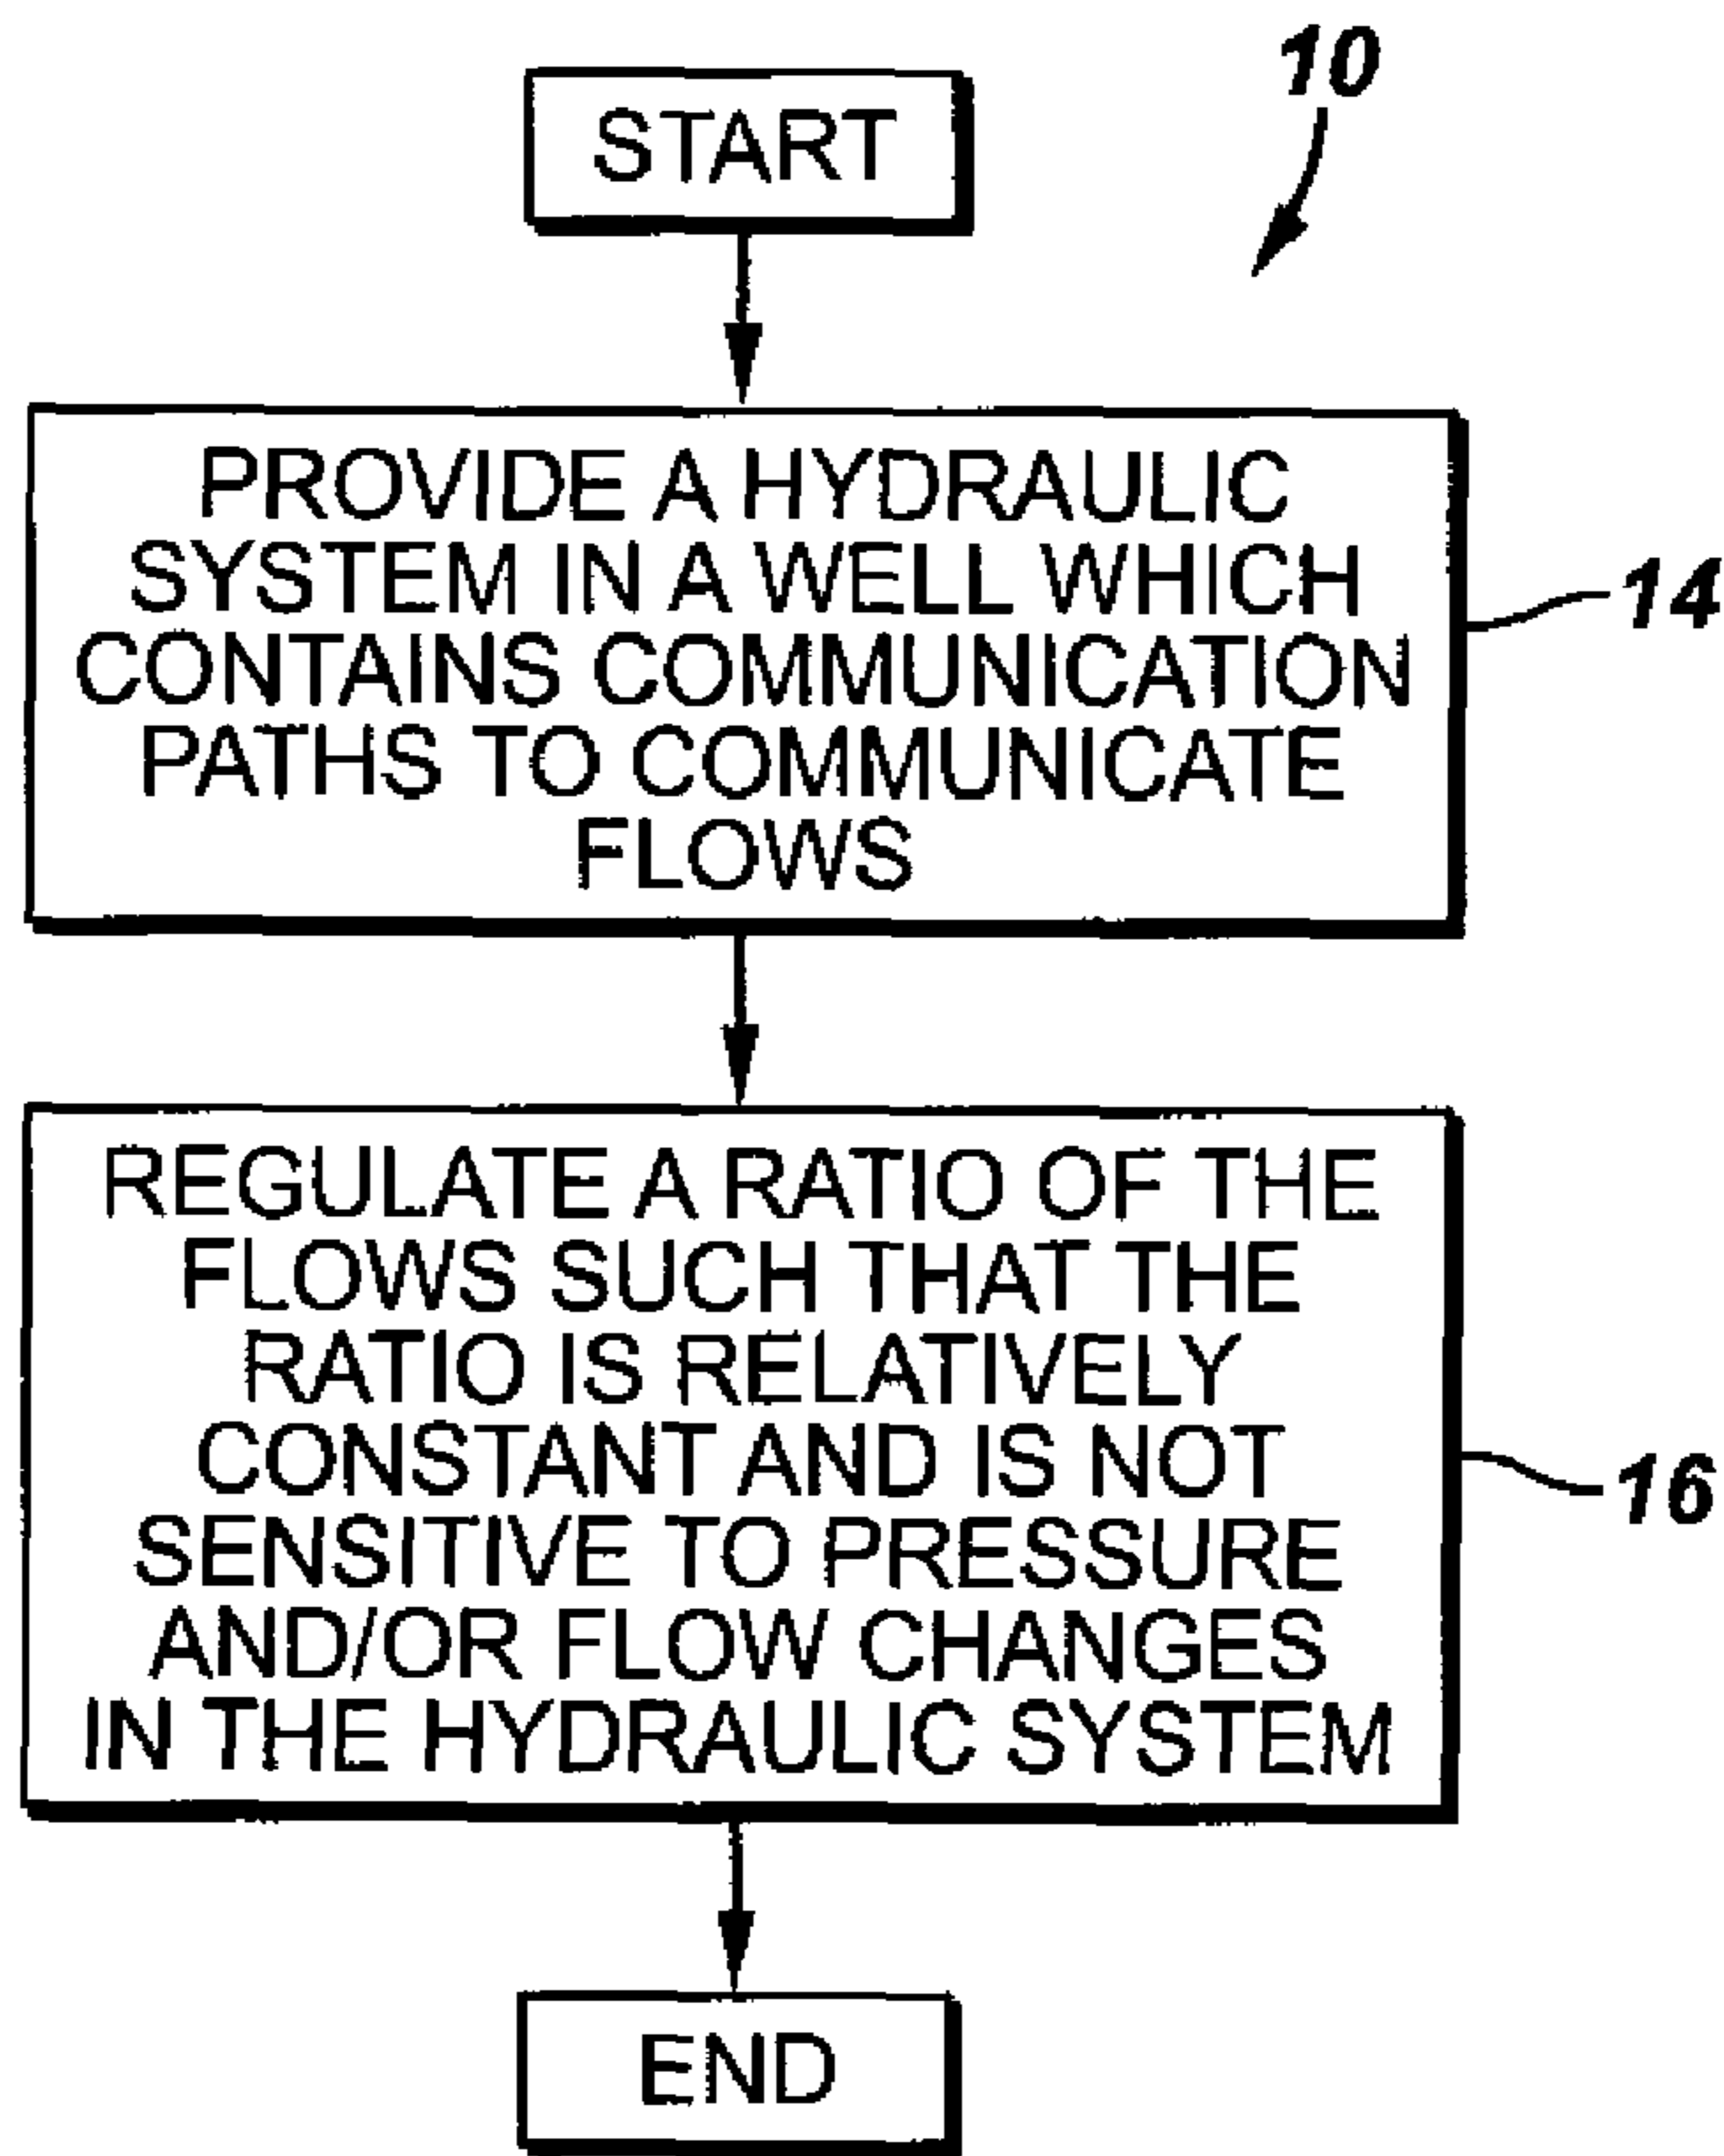 10
START
PROVIDE A HYDRAULIC
SYSTEM IN A WELL WHICH
CONTAINS COMMUNICATION
PATHS TO COMMUNICATE
FLOWS
14
REGULATE A RATIO OF THE
FLOWS SUCH THAT THE
RATIO IS RELATIVELY
CONSTANT AND IS NOT
SENSITIVE TO PRESSURE
AND/OR FLOW CHANGES
IN THE HYDRAULIC SYSTEM
16
END